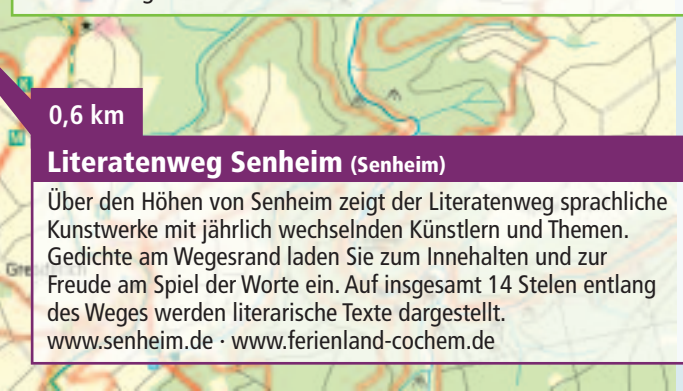 0,6 km
Literatenweg Senheim (Senheim)
Über den Höhen von Senheim zeigt der Literatenweg sprachliche
Kunstwerke mit jährlich wechselnden Künstlern und Themen.
Gedichte am Wegesrand laden Sie zum Innehalten und zur
Freude am Spiel der Worte ein. Auf insgesamt 14 Stelen entlang
des Weges werden literarische Texte dargestellt.
www.senheim.de · www.ferienland-cochem.de